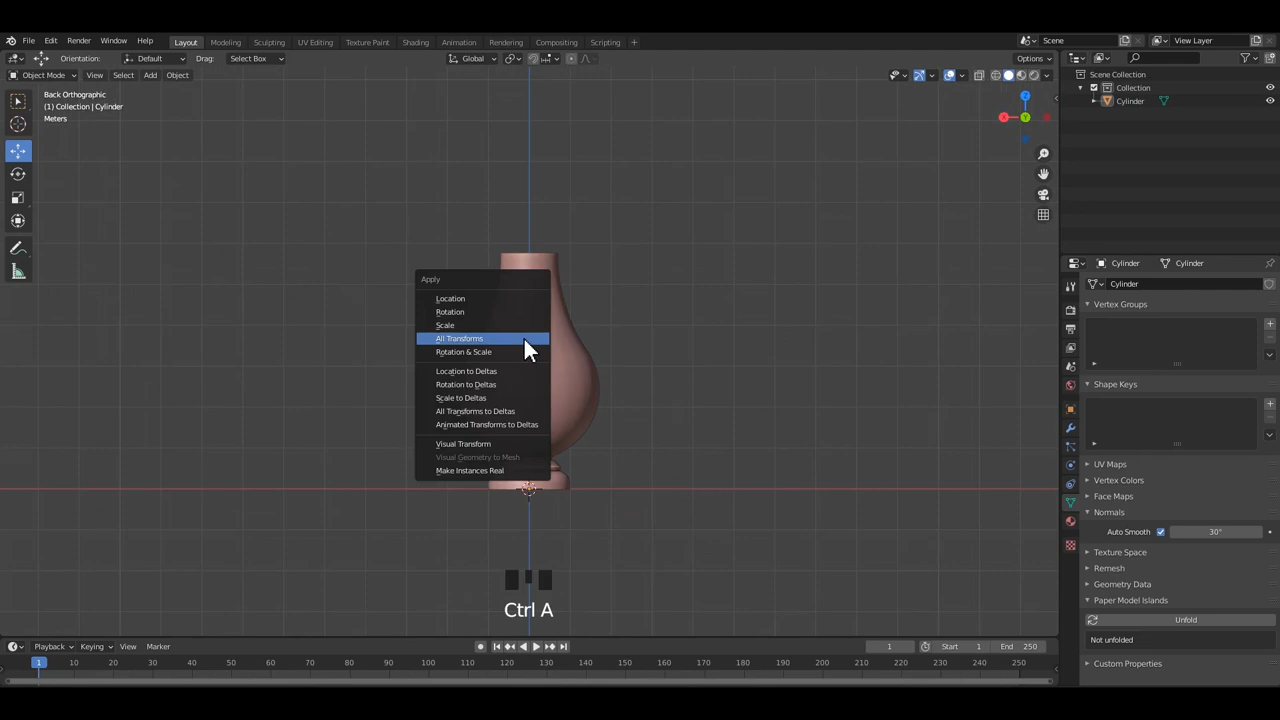 File Edit Render Window Help Layout Modeling Sculpting UV Editing Texture Paint Shading Animation Rendering Compositing Scripting + Scene View Layer
Orientation: Default Drag: Select Box Global Options
Object Mode View Select Add Object
Scene Collection
Collection
Cylinder
Back Orthographic
(1) Collection | Cylinder
Meters
Z
X
Y
Apply
Location
Rotation
Scale
All Transforms
Rotation & Scale
Location to Deltas
Rotation to Deltas
Scale to Deltas
All Transforms to Deltas
Animated Transforms to Deltas
Visual Transform
Visual Geometry to Mesh
Make Instances Real
Ctrl A
Cylinder Cylinder
Cylinder
Vertex Groups
Shape Keys
UV Maps
Vertex Colors
Face Maps
Normals
Auto Smooth 30°
Texture Space
Remesh
Geometry Data
Paper Model Islands
Unfold
Not unfolded
Custom Properties
Playback Keying View Marker 1 Start 1 End 250
1 10 20 30 40 50 60 70 80 90 100 110 120 130 140 150 160 170 180 190 200 210 220 230 240 250